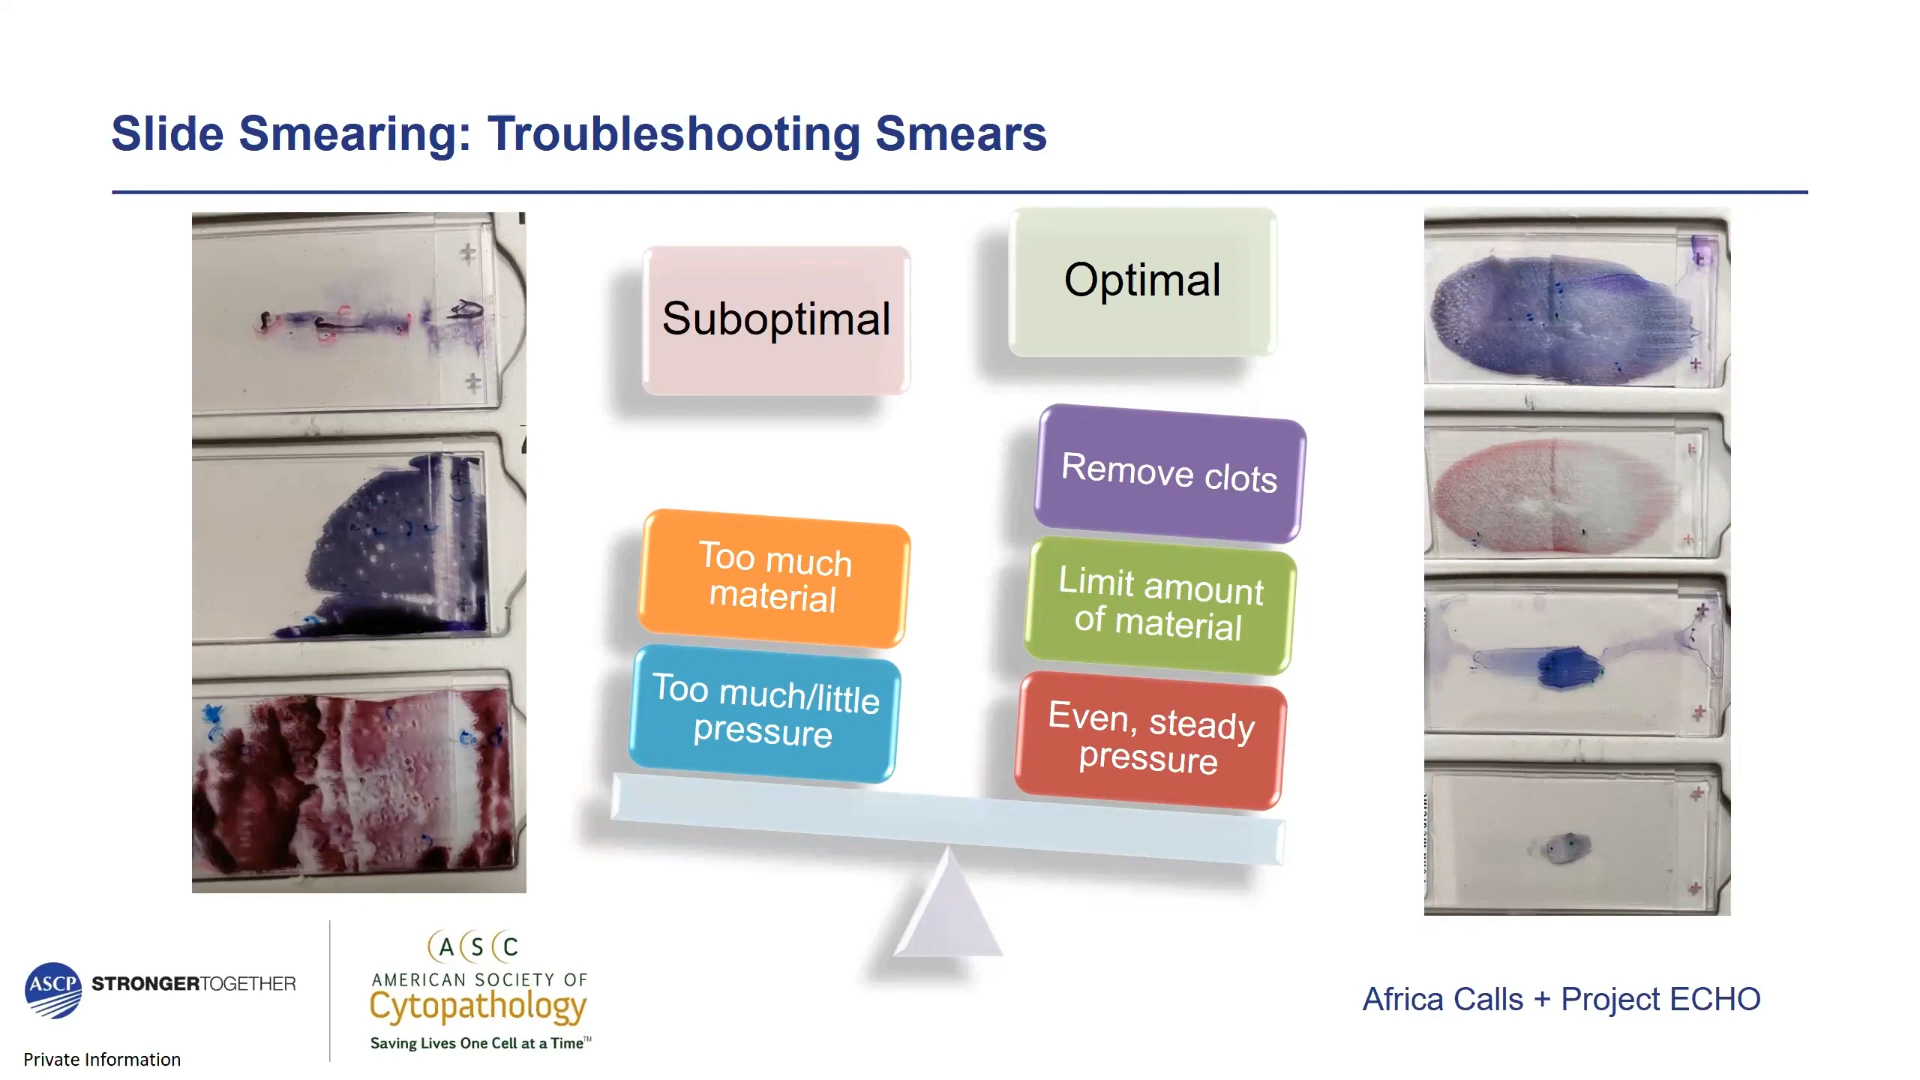 Slide Smearing: Troubleshooting Smears
Suboptimal
Optimal
Remove clots
Too much
material
Limit amount
of material
Too much/little
pressure
Even, steady
pressure
ASCP STRONGERTOGETHER
ASC
AMERICAN SOCIETY OF
Cytopathology
Saving Lives One Cell at a Time™
Africa Calls + Project ECHO
Private Information